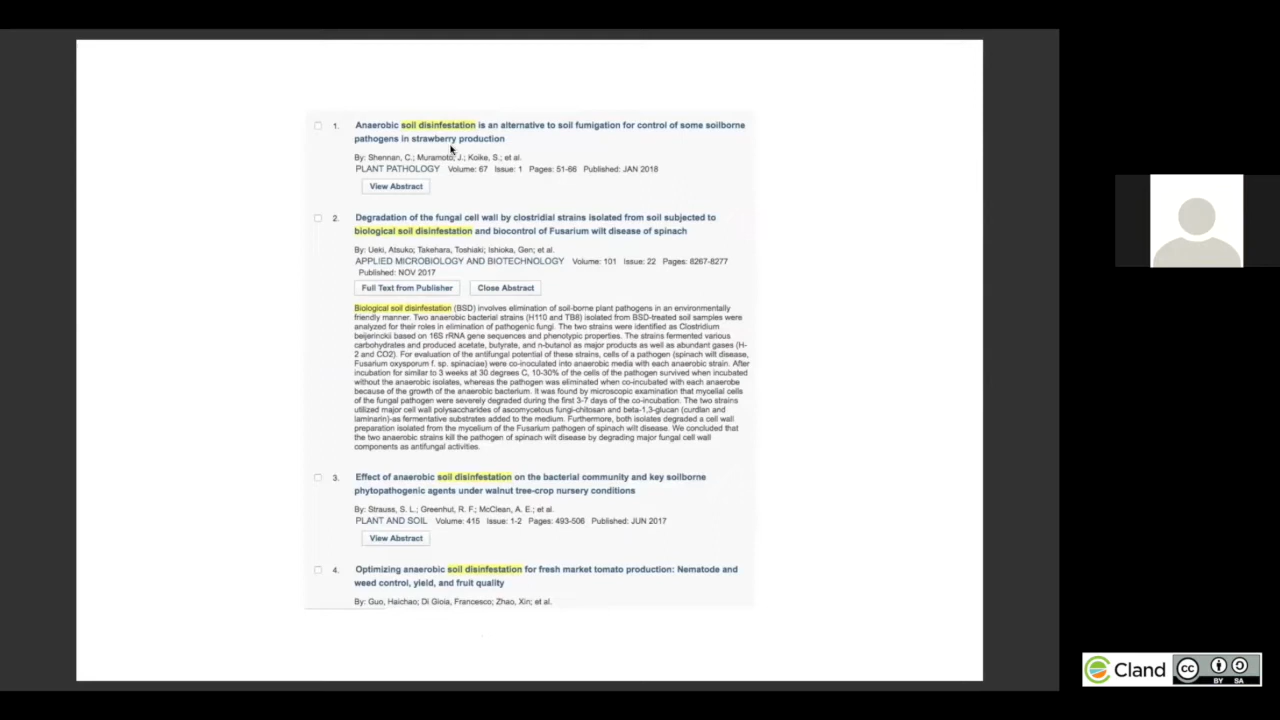 1. Anaerobic soil disinfestation is an alternative to soil fumigation for control of some soilborne
pathogens in strawberry production
By: Shennan, C.; Muramoto, J.; Koike, S.; et al.
PLANT PATHOLOGY Volume: 67 Issue: 1 Pages: 51-66 Published: JAN 2018
View Abstract
2. Degradation of the fungal cell wall by clostridial strains isolated from soil subjected to
biological soil disinfestation and biocontrol of Fusarium wilt disease of spinach
By: Ueki, Atsuko; Takehara, Toshiaki; Ishioka, Gen; et al.
APPLIED MICROBIOLOGY AND BIOTECHNOLOGY Volume: 101 Issue: 22 Pages: 8267-8277
Published: NOV 2017
Full Text from Publisher Close Abstract
Biological soil disinfestation (BSD) involves elimination of soil-borne plant pathogens in an environmentally
friendly manner. Two anaerobic bacterial strains (H110 and TB8) isolated from BSD-treated soil samples were
analyzed for their roles in elimination of pathogenic fungi. The two strains were identified as Clostridium
beijerinckii based on 16S rRNA gene sequences and phenotypic properties. The strains fermented various
carbohydrates and produced acetate, butyrate, and n-butanol as major products as well as abundant gases (H-
2 and CO2). For evaluation of the antifungal potential of these strains, cells of a pathogen (spinach wilt disease,
Fusarium oxysporum f. sp. spinaciae) were co-inoculated into anaerobic media with each anaerobic strain. After
incubation for similar to 3 weeks at 30 degrees C, 10-30% of the cells of the pathogen survived when incubated
without the anaerobic isolates, whereas the pathogen was eliminated when co-incubated with each anaerobe
because of the growth of the anaerobic bacterium. It was found by microscopic examination that mycelial cells
of the fungal pathogen were severely degraded during the first 3-7 days of the co-incubation. The two strains
utilized major cell wall polysaccharides of ascomycetous fungi-chitosan and beta-1,3-glucan (curdlan and
laminarin)-as fermentative substrates added to the medium. Furthermore, both isolates degraded a cell wall
preparation isolated from the mycelium of the Fusarium pathogen of spinach wilt disease. We concluded that
the two anaerobic strains kill the pathogen of spinach wilt disease by degrading major fungal cell wall
components as antifungal activities.
3. Effect of anaerobic soil disinfestation on the bacterial community and key soilborne
phytopathogenic agents under walnut tree-crop nursery conditions
By: Strauss, S. L.; Greenhut, R. F.; McClean, A. E.; et al.
PLANT AND SOIL Volume: 415 Issue: 1-2 Pages: 493-506 Published: JUN 2017
View Abstract
4. Optimizing anaerobic soil disinfestation for fresh market tomato production: Nematode and
weed control, yield, and fruit quality
By: Guo, Haichao; Di Gioia, Francesco; Zhao, Xin; et al.
Cland
cc
BY SA